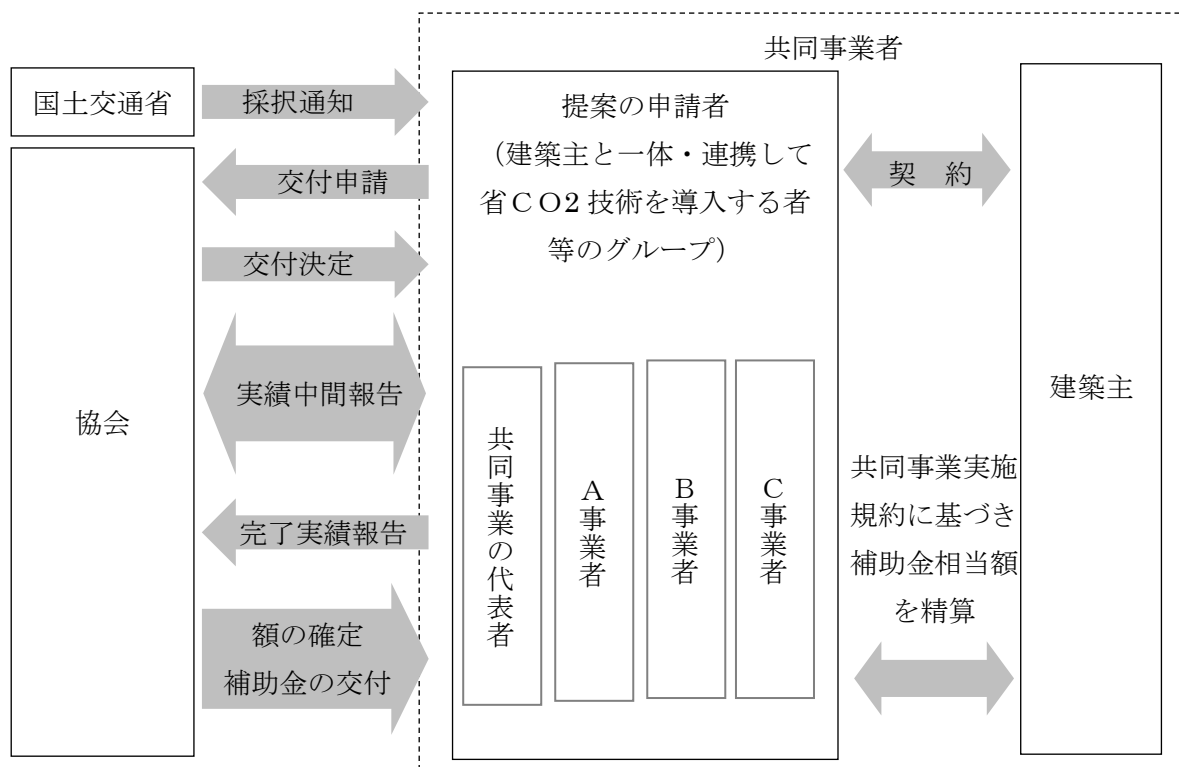 共同事業者
国土交通省
採択通知
交付申請
交付決定
実績中間報告
完了実績報告
額の確定
補助金の交付
協会
提案の申請者
（建築主と一体・連携して
省ＣＯ2 技術を導入する者
等のグループ）
共同事業の代表者
Ａ事業者
Ｂ事業者
Ｃ事業者
契　約
共同事業実施
規約に基づき
補助金相当額
を精算
建築主